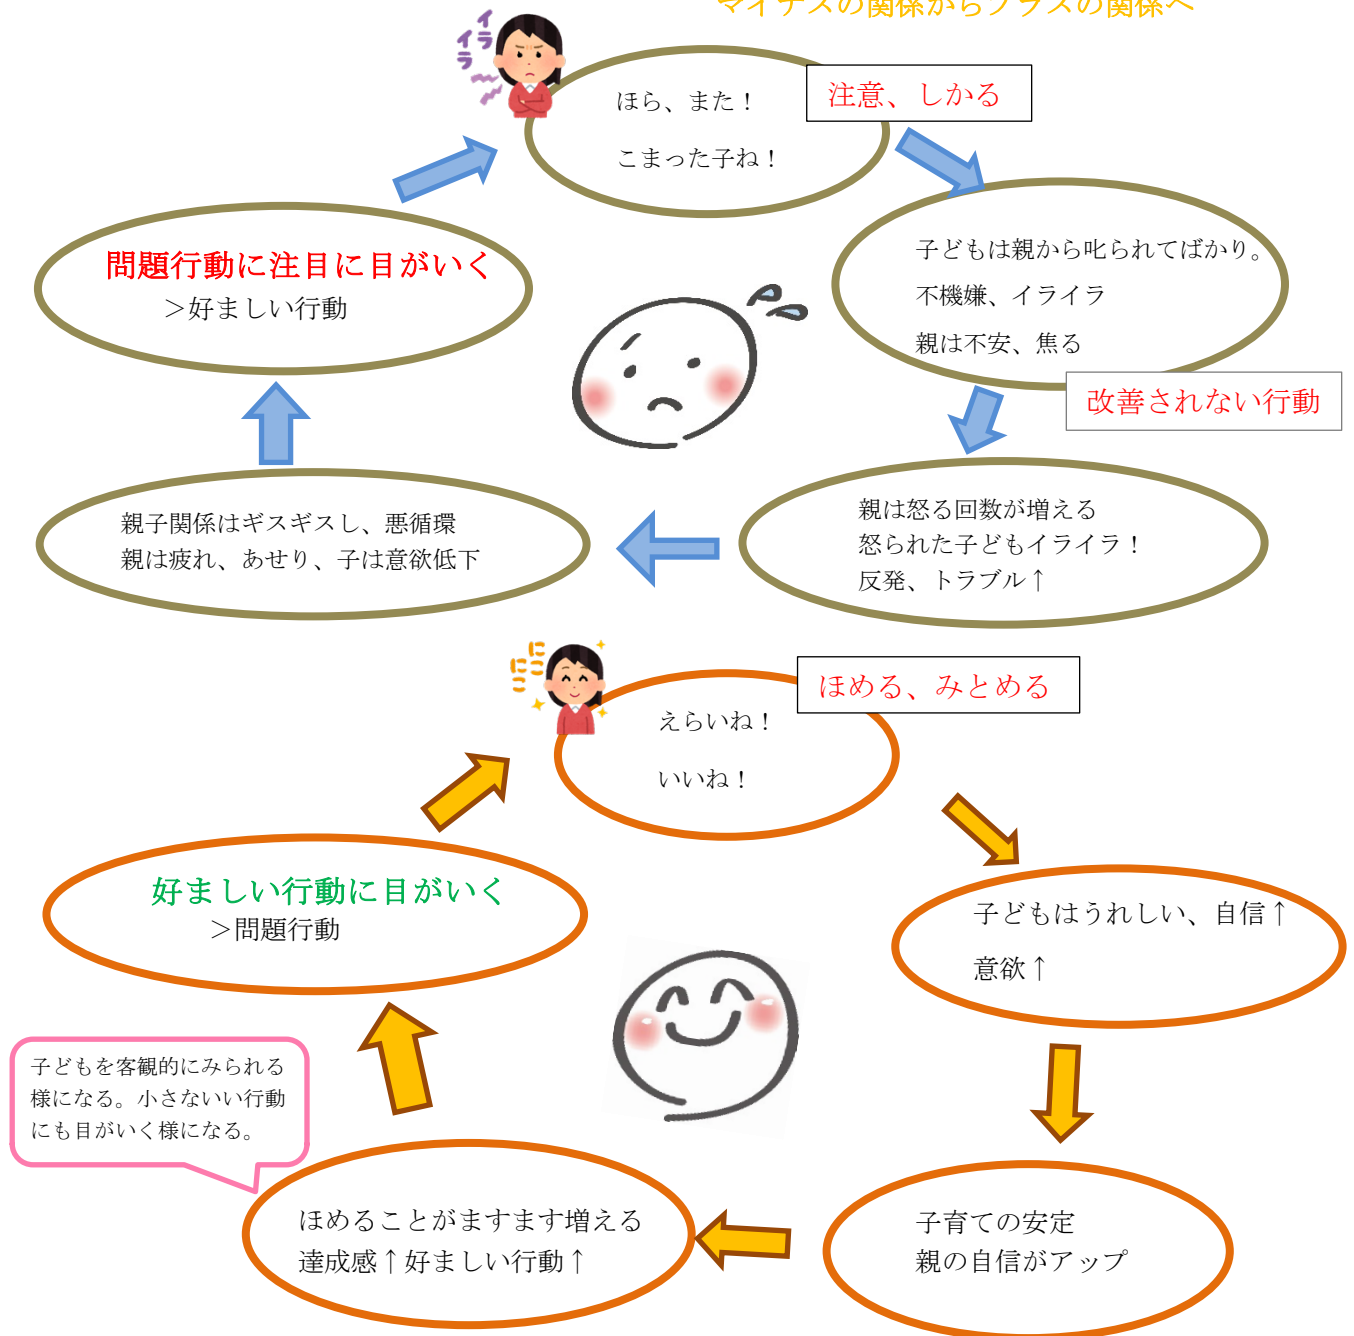 マイナスの関係からプラスの関係へ
イライラ
ほら、また！
こまった子ね！
注意、しかる
子どもは親から叱られてばかり。
不機嫌、イライラ
親は不安、焦る
改善されない行動
親は怒る回数が増える
怒られた子どもイライラ！
反発、トラブル↑
親子関係はギスギスし、悪循環
親は疲れ、あせり、子は意欲低下
問題行動に注目に目がいく
＞好ましい行動
にこにこ
えらいね！
いいね！
ほめる、みとめる
子どもはうれしい、自信↑
意欲↑
子育ての安定
親の自信がアップ
ほめることがますます増える
達成感↑好ましい行動↑
子どもを客観的にみられる
様になる。小さないい行動
にも目がいく様になる。
好ましい行動に目がいく
＞問題行動